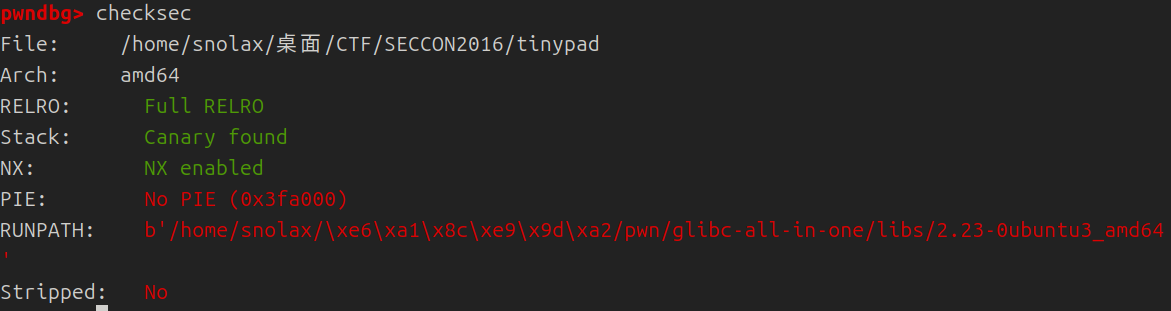 pwndbg> checksec
File:     /home/snolax/桌面/CTF/SECCON2016/tinypad
Arch:     amd64
RELRO:      Full RELRO
Stack:      Canary found
NX:         NX enabled
PIE:        No PIE (0x3fa000)
RUNPATH:    b'/home/snolax/\xe6\xa1\x8c\xe9\x9d\xa2/pwn/glibc-all-in-one/libs/2.23-0ubuntu3_amd64
'
Stripped:   No